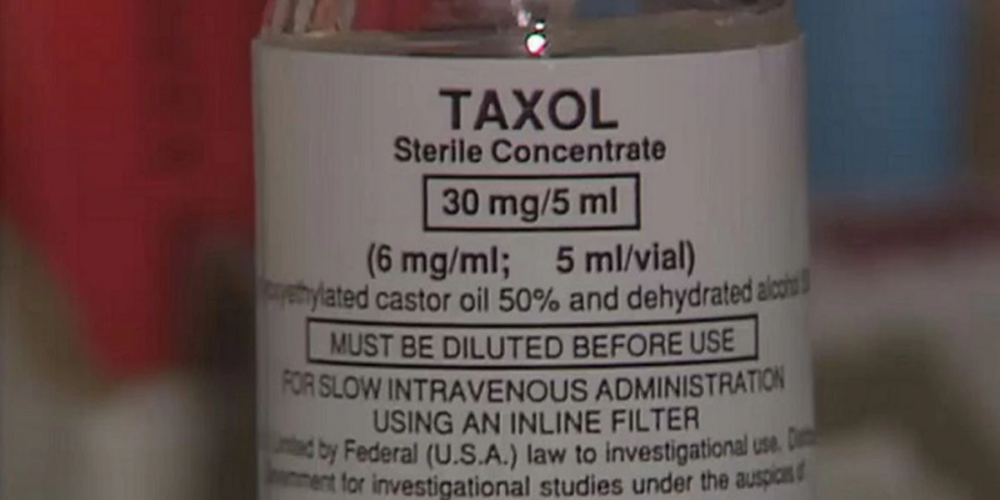 TAXOL
Sterile Concentrate
30 mg/5 ml
(6 mg/ml; 5 ml/vial)
castor oil 50% and dehydrated alcohol
MUST BE DILUTED BEFORE USE
FOR SLOW INTRAVENOUS ADMINISTRATION
USING AN INLINE FILTER
by Federal (U.S.A.) law to investigational use.
for investigational studies under the auspices of